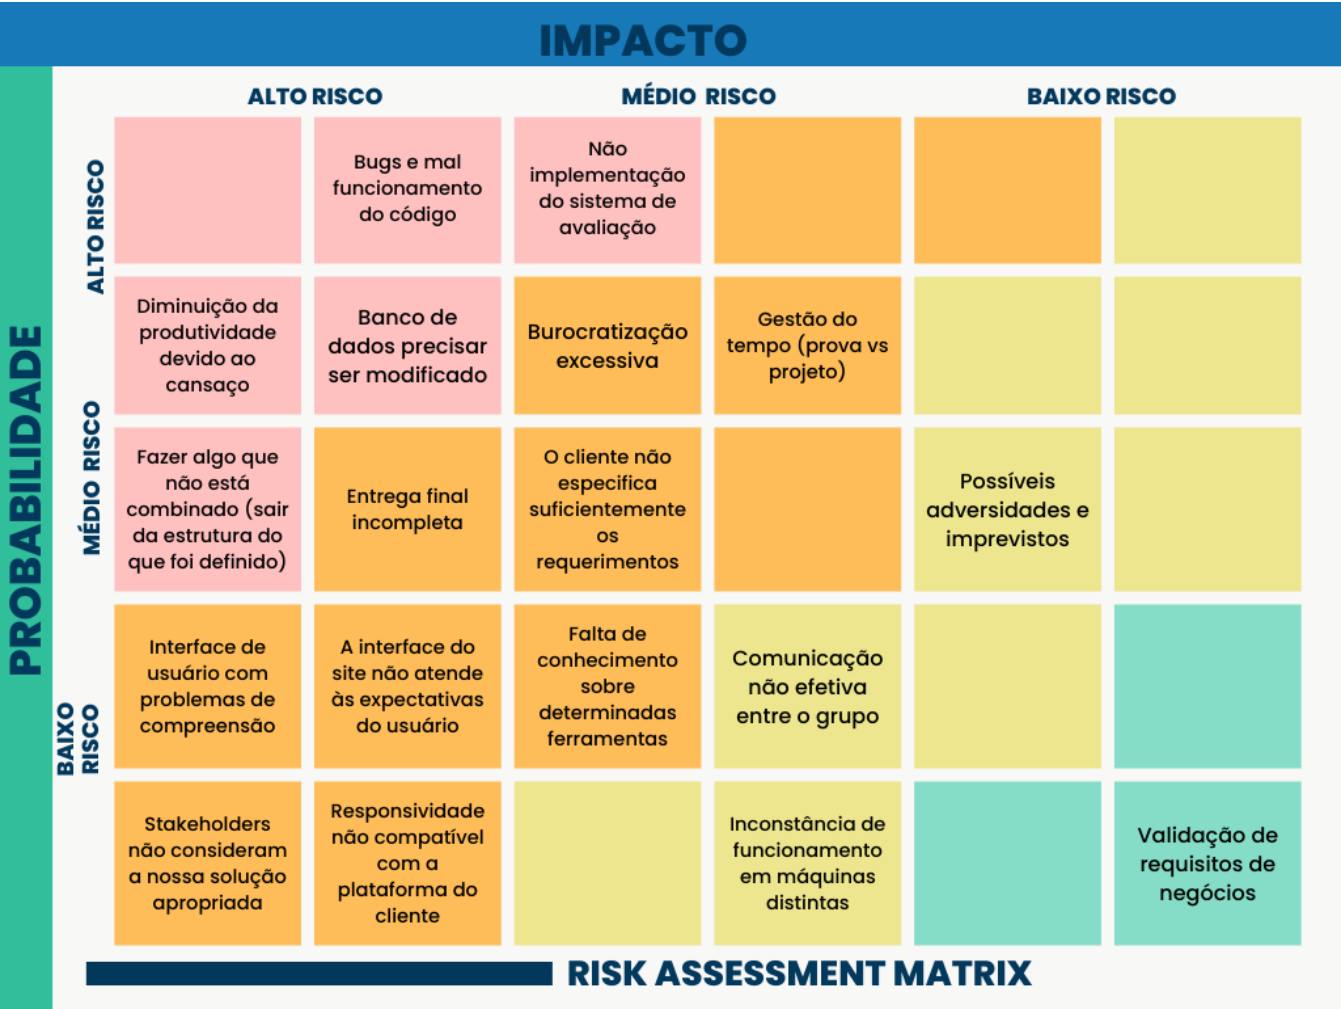 IMPACTO
ALTO RISCO
MÉDIO RISCO
BAIXO RISCO
PROBABILIDADE
ALTO RISCO
Bugs e mal
funcionamento
do código
Não
implementação
do sistema de
avaliação
Diminuição da
produtividade
devido ao
cansaço
Banco de
dados precisar
ser modificado
Burocratização
excessiva
Gestão do
tempo (prova vs
projeto)
MÉDIO RISCO
Fazer algo que
não está
combinado (sair
da estrutura do
que foi definido)
Entrega final
incompleta
O cliente não
especifica
suficientemente
os
requerimentos
Possíveis
adversidades e
imprevistos
BAIXO
RISCO
Interface de
usuário com
problemas de
compreensão
A interface do
site não atende
às expectativas
do usuário
Falta de
conhecimento
sobre
determinadas
ferramentas
Comunicação
não efetiva
entre o grupo
Stakeholders
não consideram
a nossa solução
apropriada
Responsividade
não compatível
com a
plataforma do
cliente
Inconstância de
funcionamento
em máquinas
distintas
Validação de
requisitos de
negócios
RISK ASSESSMENT MATRIX